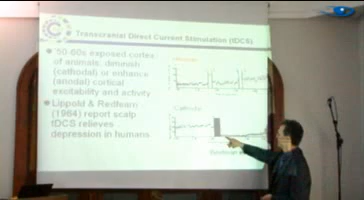 Transcranial Direct Current Stimulation (tDCS)
'50-60s exposed cortex
of animals: diminish
(cathodal) or enhance
(anodal) cortical
excitability and activity
Lippold & Redfearn
(1964) report scalp
tDCS relieves
depression in humans.
Cathodic